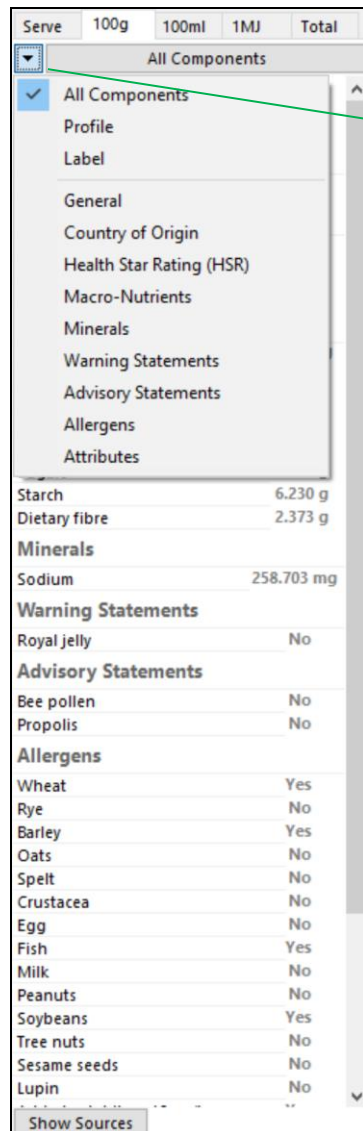 Serve 100g 100ml 1MJ Total
All Components
All Components
Profile
Label
General
Country of Origin
Health Star Rating (HSR)
Macro-Nutrients
Minerals
Warning Statements
Advisory Statements
Allergens
Attributes
Starch 6.230 g
Dietary fibre 2.373 g
Minerals
Sodium 258.703 mg
Warning Statements
Royal jelly No
Advisory Statements
Bee pollen No
Propolis No
Allergens
Wheat Yes
Rye No
Barley Yes
Oats No
Spelt No
Crustacea No
Egg No
Fish Yes
Milk No
Peanuts No
Soybeans Yes
Tree nuts No
Sesame seeds No
Lupin No
Show Sources